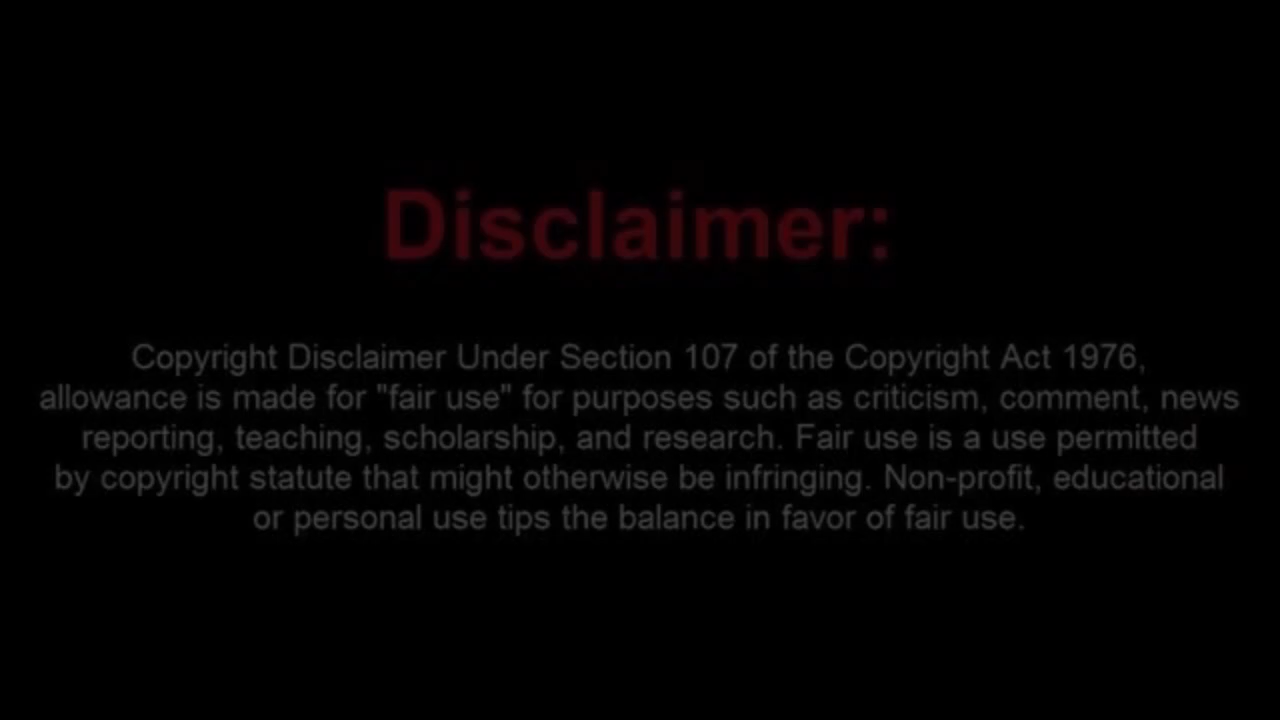 Disclaimer:
Copyright Disclaimer Under Section 107 of the Copyright Act 1976,
allowance is made for "fair use" for purposes such as criticism, comment, news
reporting, teaching, scholarship, and research. Fair use is a use permitted
by copyright statute that might otherwise be infringing. Non-profit, educational
or personal use tips the balance in favor of fair use.